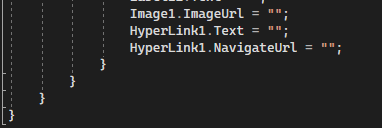 Image1.ImageUrl = "";
HyperLink1.Text = "";
HyperLink1.NavigateUrl = "";
}
}
}
}